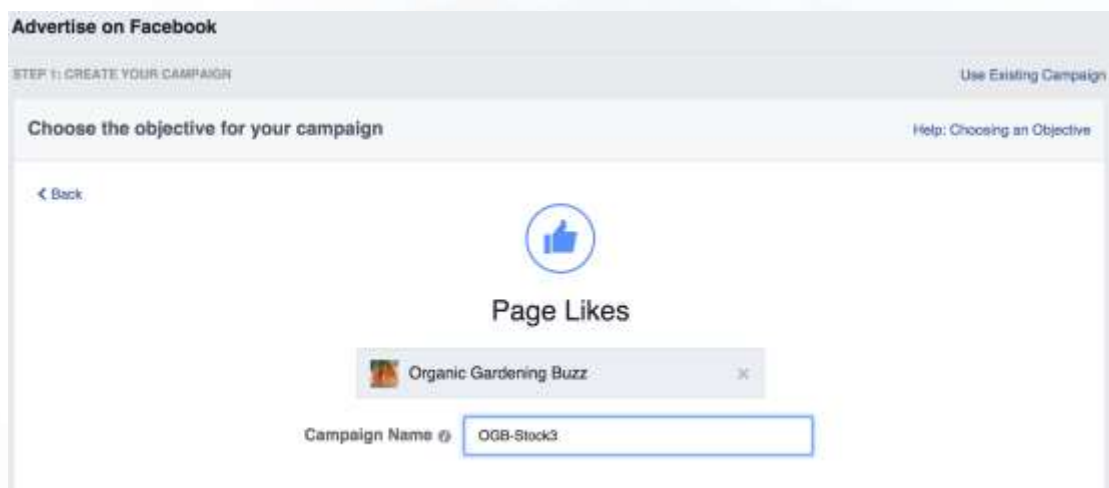 Advertise on Facebook
STEP 1: CREATE YOUR CAMPAIGN Use Existing Campaign
Choose the objective for your campaign Help: Choosing an Objective
Back
Page Likes
Organic Gardening Buzz
Campaign Name OGB-Stock3